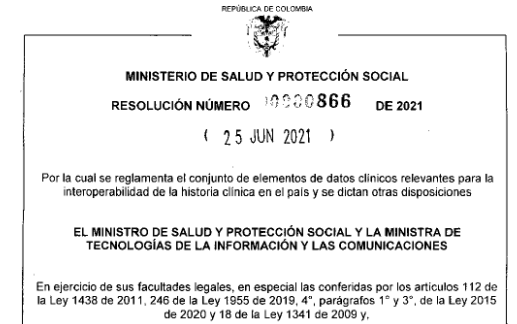 REPÚBLICA DE COLOMBIA
MINISTERIO DE SALUD Y PROTECCIÓN SOCIAL
RESOLUCIÓN NÚMERO 0000866 DE 2021
( 25 JUN 2021 )
Por la cual se reglamenta el conjunto de elementos de datos clínicos relevantes para la
interoperabilidad de la historia clínica en el país y se dictan otras disposiciones
EL MINISTRO DE SALUD Y PROTECCIÓN SOCIAL Y LA MINISTRA DE
TECNOLOGÍAS DE LA INFORMACIÓN Y LAS COMUNICACIONES
En ejercicio de sus facultades legales, en especial las conferidas por los articulos 112 de
la Ley 1438 de 2011, 246 de la Ley 1955 de 2019, 4°, parágrafos 1° y 3°, de la Ley 2015
de 2020 y 18 de la Ley 1341 de 2009 y,